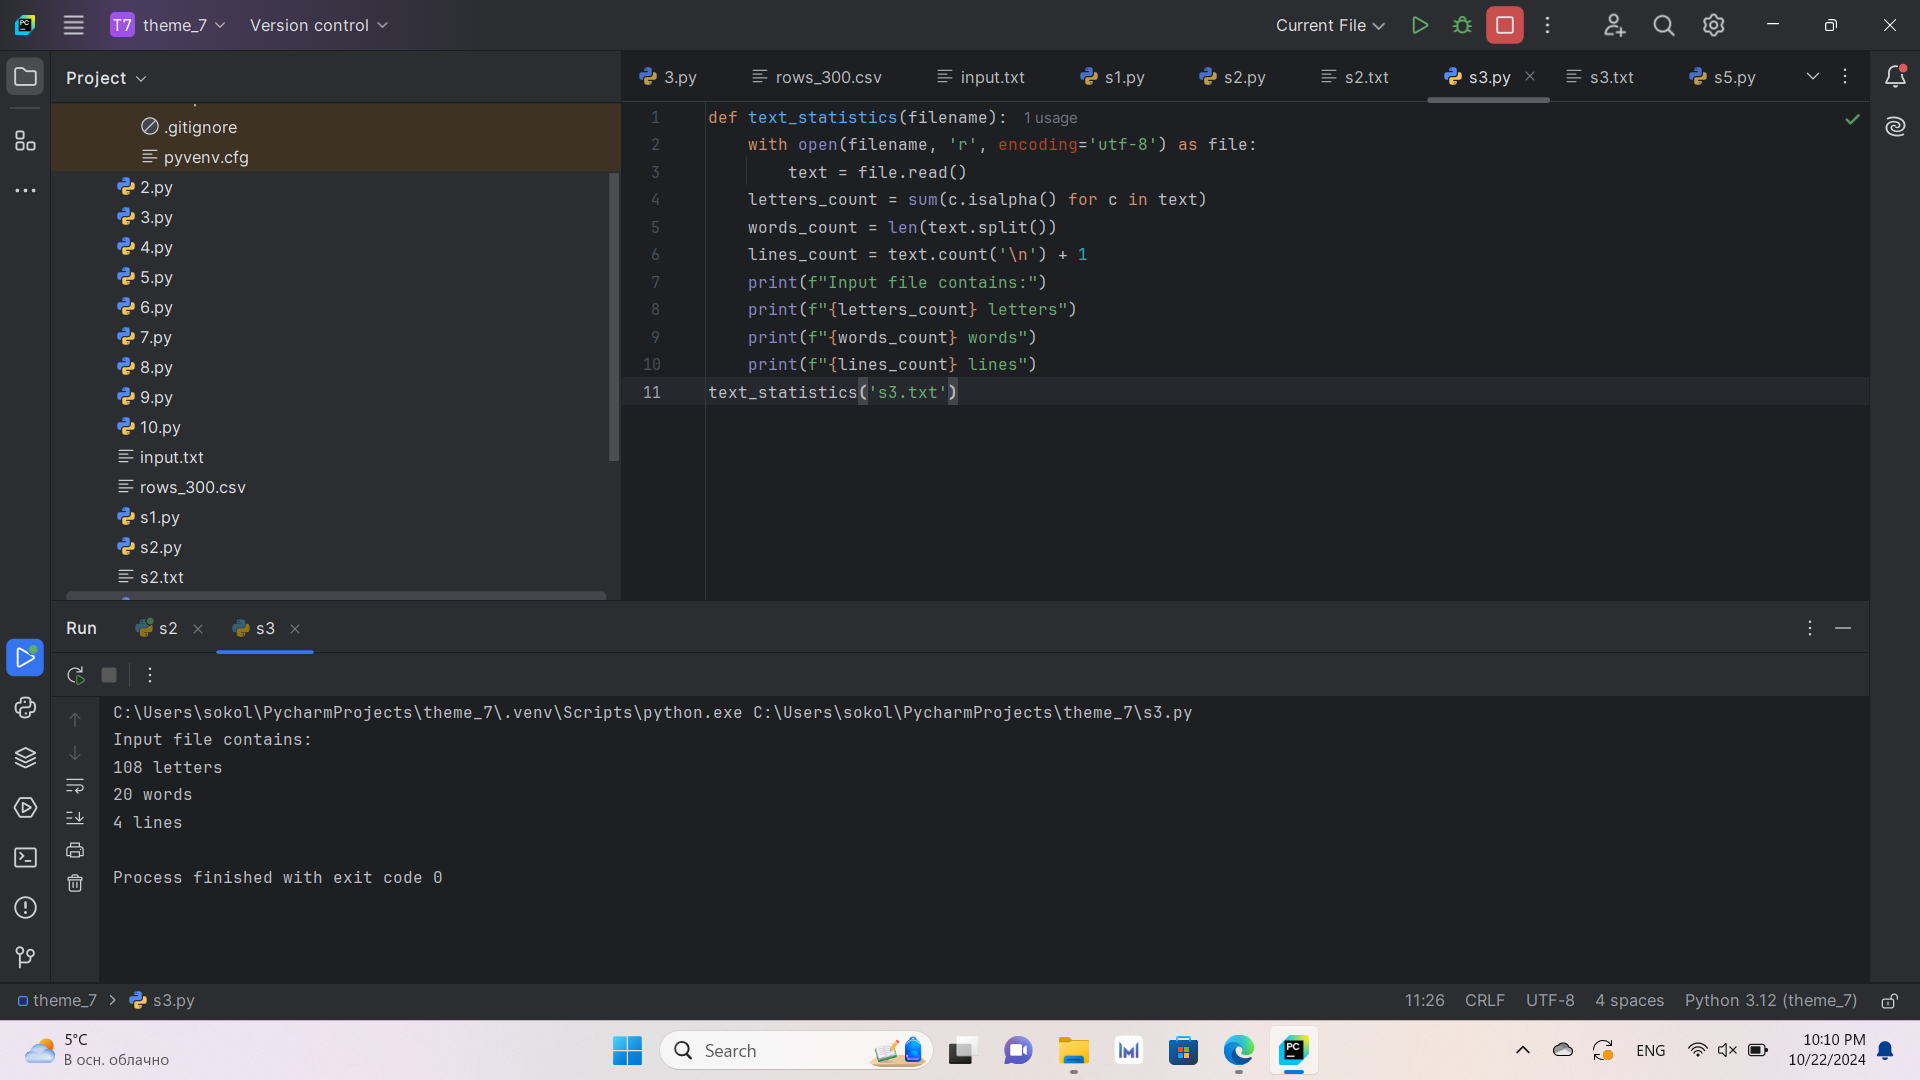 T7 theme_7 Version control Current File
Project
.gitignore
pyvenv.cfg
2.py
3.py
4.py
5.py
6.py
7.py
8.py
9.py
10.py
input.txt
rows_300.csv
s1.py
s2.py
s2.txt
3.py rows_300.csv input.txt s1.py s2.py s2.txt s3.py s3.txt s5.py
1 def text_statistics(filename): 1 usage
2 with open(filename, 'r', encoding='utf-8') as file:
3 text = file.read()
4 letters_count = sum(c.isalpha() for c in text)
5 words_count = len(text.split())
6 lines_count = text.count('\n') + 1
7 print(f"Input file contains:")
8 print(f"{letters_count} letters")
9 print(f"{words_count} words")
10 print(f"{lines_count} lines")
11 text_statistics('s3.txt')
Run s2 s3
C:\Users\sokol\PycharmProjects\theme_7\.venv\Scripts\python.exe C:\Users\sokol\PycharmProjects\theme_7\s3.py
Input file contains:
108 letters
20 words
4 lines
Process finished with exit code 0
theme_7 > s3.py 11:26 CRLF UTF-8 4 spaces Python 3.12 (theme_7)
5°C
В осн. облачно
Search
PC
ENG
10:10 PM
10/22/2024